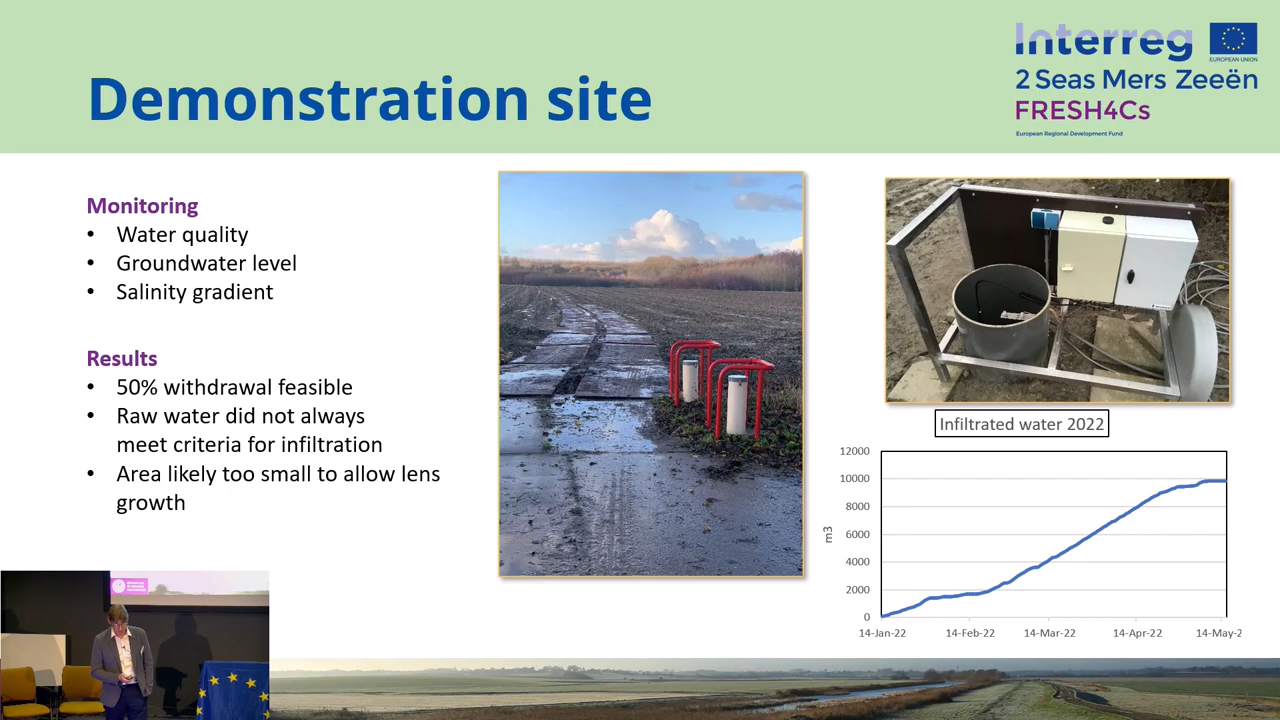 Demonstration site
Interreg
EUROPEAN UNION
2 Seas Mers Zeeën
FRESH4Cs
European Regional Development Fund
Monitoring
• Water quality
• Groundwater level
• Salinity gradient
Results
• 50% withdrawal feasible
• Raw water did not always
meet criteria for infiltration
• Area likely too small to allow lens
growth
Infiltrated water 2022
m3
12000
10000
8000
6000
4000
2000
0
14-Jan-22
14-Feb-22
14-Mar-22
14-Apr-22
14-May-2